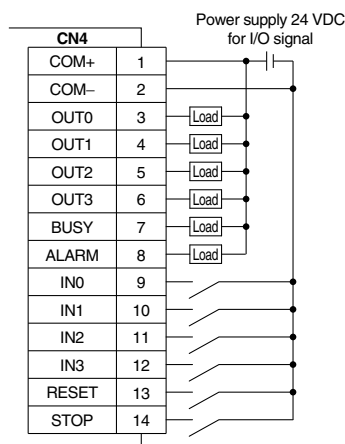 Power supply 24 VDC
for I/O signal
CN4
COM+ 1
COM− 2
OUT0 3 Load
OUT1 4 Load
OUT2 5 Load
OUT3 6 Load
BUSY 7 Load
ALARM 8 Load
IN0 9
IN1 10
IN2 11
IN3 12
RESET 13
STOP 14